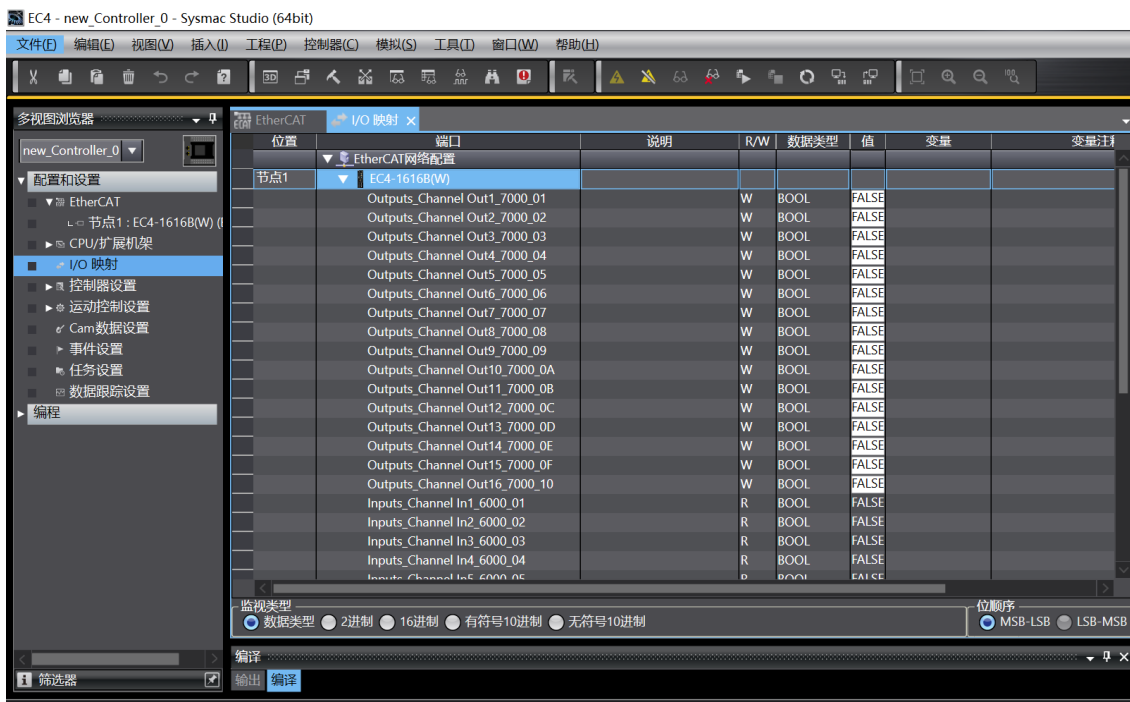 EC4 - new_Controller_0 - Sysmac Studio (64bit)
文件(F) 编辑(E) 视图(V) 插入(I) 工程(P) 控制器(C) 模拟(S) 工具(T) 窗口(W) 帮助(H)
多视图浏览器
new_Controller_0
配置和设置
EtherCAT
节点1 : EC4-1616B(W) (E
CPU/扩展机架
I/O 映射
控制器设置
运动控制设置
Cam数据设置
事件设置
任务设置
数据跟踪设置
编程
筛选器
EtherCAT I/O 映射
位置 端口 说明 R/W 数据类型 值 变量 变量注释
EtherCAT网络配置
节点1 EC4-1616B(W)
Outputs_Channel Out1_7000_01 W BOOL FALSE
Outputs_Channel Out2_7000_02 W BOOL FALSE
Outputs_Channel Out3_7000_03 W BOOL FALSE
Outputs_Channel Out4_7000_04 W BOOL FALSE
Outputs_Channel Out5_7000_05 W BOOL FALSE
Outputs_Channel Out6_7000_06 W BOOL FALSE
Outputs_Channel Out7_7000_07 W BOOL FALSE
Outputs_Channel Out8_7000_08 W BOOL FALSE
Outputs_Channel Out9_7000_09 W BOOL FALSE
Outputs_Channel Out10_7000_0A W BOOL FALSE
Outputs_Channel Out11_7000_0B W BOOL FALSE
Outputs_Channel Out12_7000_0C W BOOL FALSE
Outputs_Channel Out13_7000_0D W BOOL FALSE
Outputs_Channel Out14_7000_0E W BOOL FALSE
Outputs_Channel Out15_7000_0F W BOOL FALSE
Outputs_Channel Out16_7000_10 W BOOL FALSE
Inputs_Channel In1_6000_01 R BOOL FALSE
Inputs_Channel In2_6000_02 R BOOL FALSE
Inputs_Channel In3_6000_03 R BOOL FALSE
Inputs_Channel In4_6000_04 R BOOL FALSE
Inputs_Channel In5_6000_05 R BOOL FALSE
监视类型
数据类型 2进制 16进制 有符号10进制 无符号10进制
位顺序
MSB-LSB LSB-MSB
编译
输出 编译